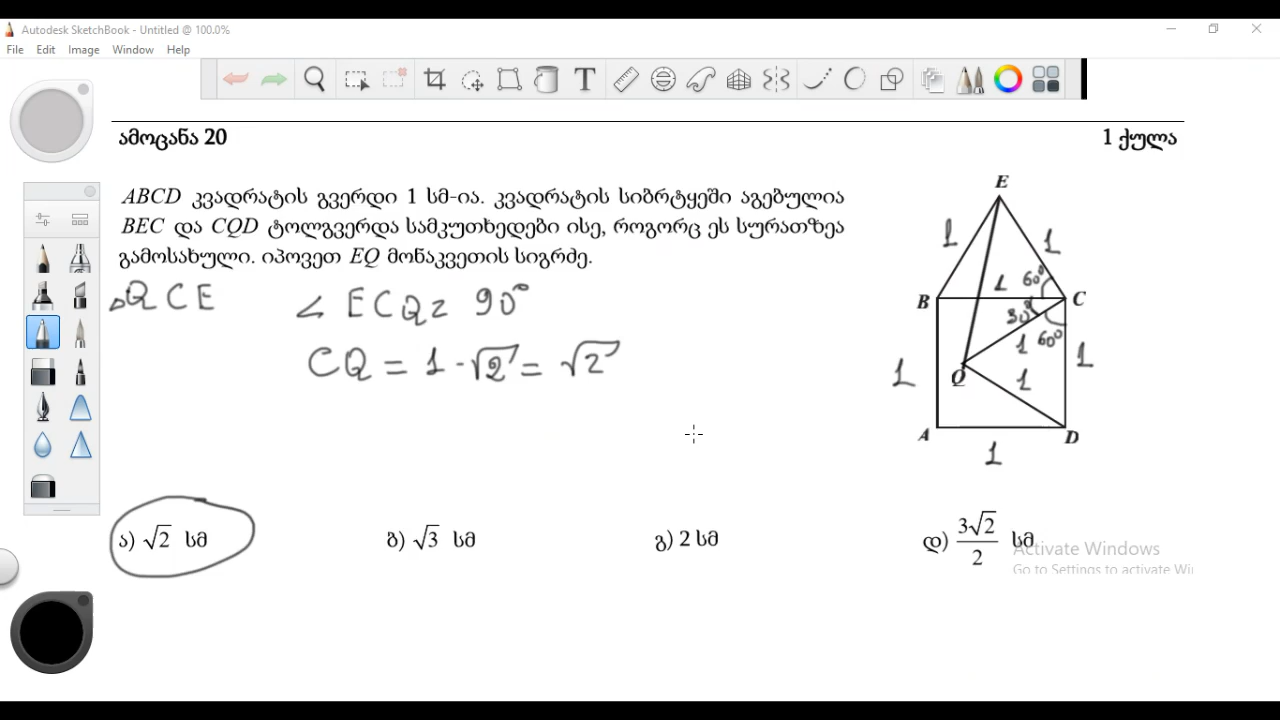 Autodesk SketchBook - Untitled @ 100.0%
File Edit Image Window Help
T
ამოცანა 20
1 ქულა
ABCD კვადრატის გვერდი 1 სმ-ია. კვადრატის სიბრტყეში აგებულია
BEC და CQD ტოლგვერდა სამკუთხედები ისე, როგორც ეს სურათზეა
გამოსახული. იპოვეთ EQ მონაკვეთის სიგრძე.
△QCE ∠ECQ = 90°
CQ = 1 · √2 = √2
E
1 1
1 60°
B C
30°
1 60°
1 Q 1 1
A D
1
ა) √2 სმ ბ) √3 სმ გ) 2 სმ დ) 3√2/2 სმ
Activate Windows
Go to Settings to activate Wi